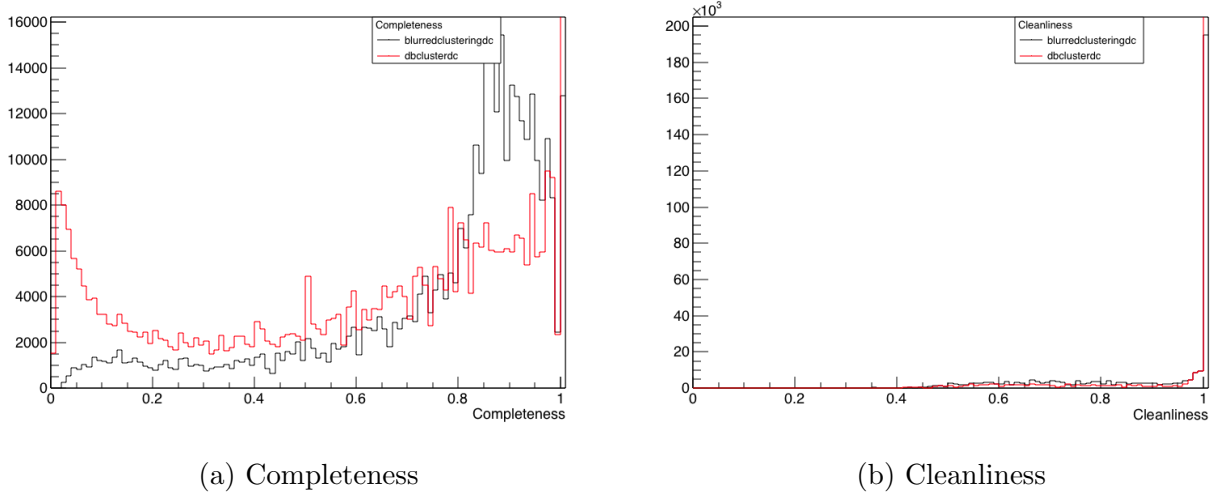 Completeness
blurredclusteringdc
dbclusterdc
16000
14000
12000
10000
8000
6000
4000
2000
0
0 0.2 0.4 0.6 0.8 1
Completeness
(a) Completeness
×10³
Cleanliness
blurredclusteringdc
dbclusterdc
200
180
160
140
120
100
80
60
40
20
0
0 0.2 0.4 0.6 0.8 1
Cleanliness
(b) Cleanliness